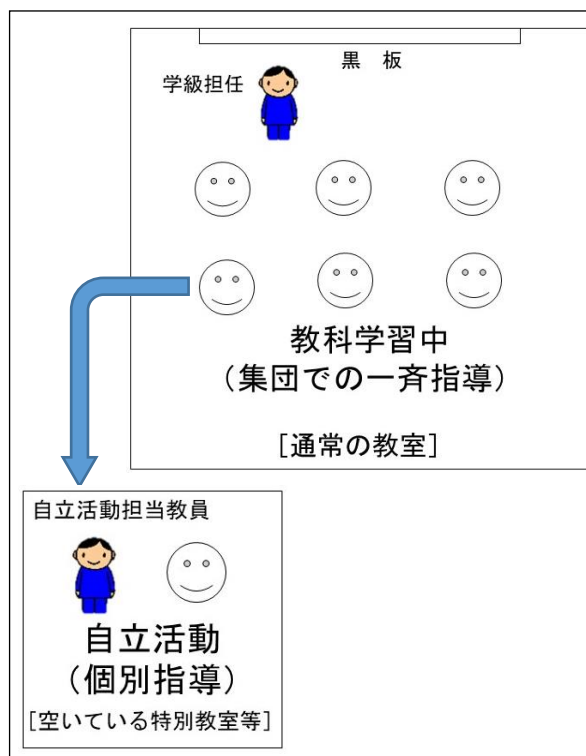 黒 板
学級担任
教科学習中
(集団での一斉指導)
[通常の教室]
自立活動担当教員
自立活動
(個別指導)
[空いている特別教室等]